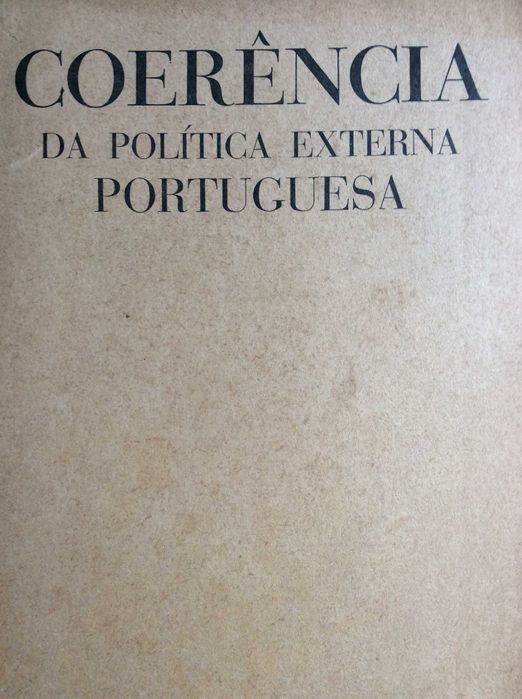 COERÊNCIA
DA POLÍTICA EXTERNA
PORTUGUESA